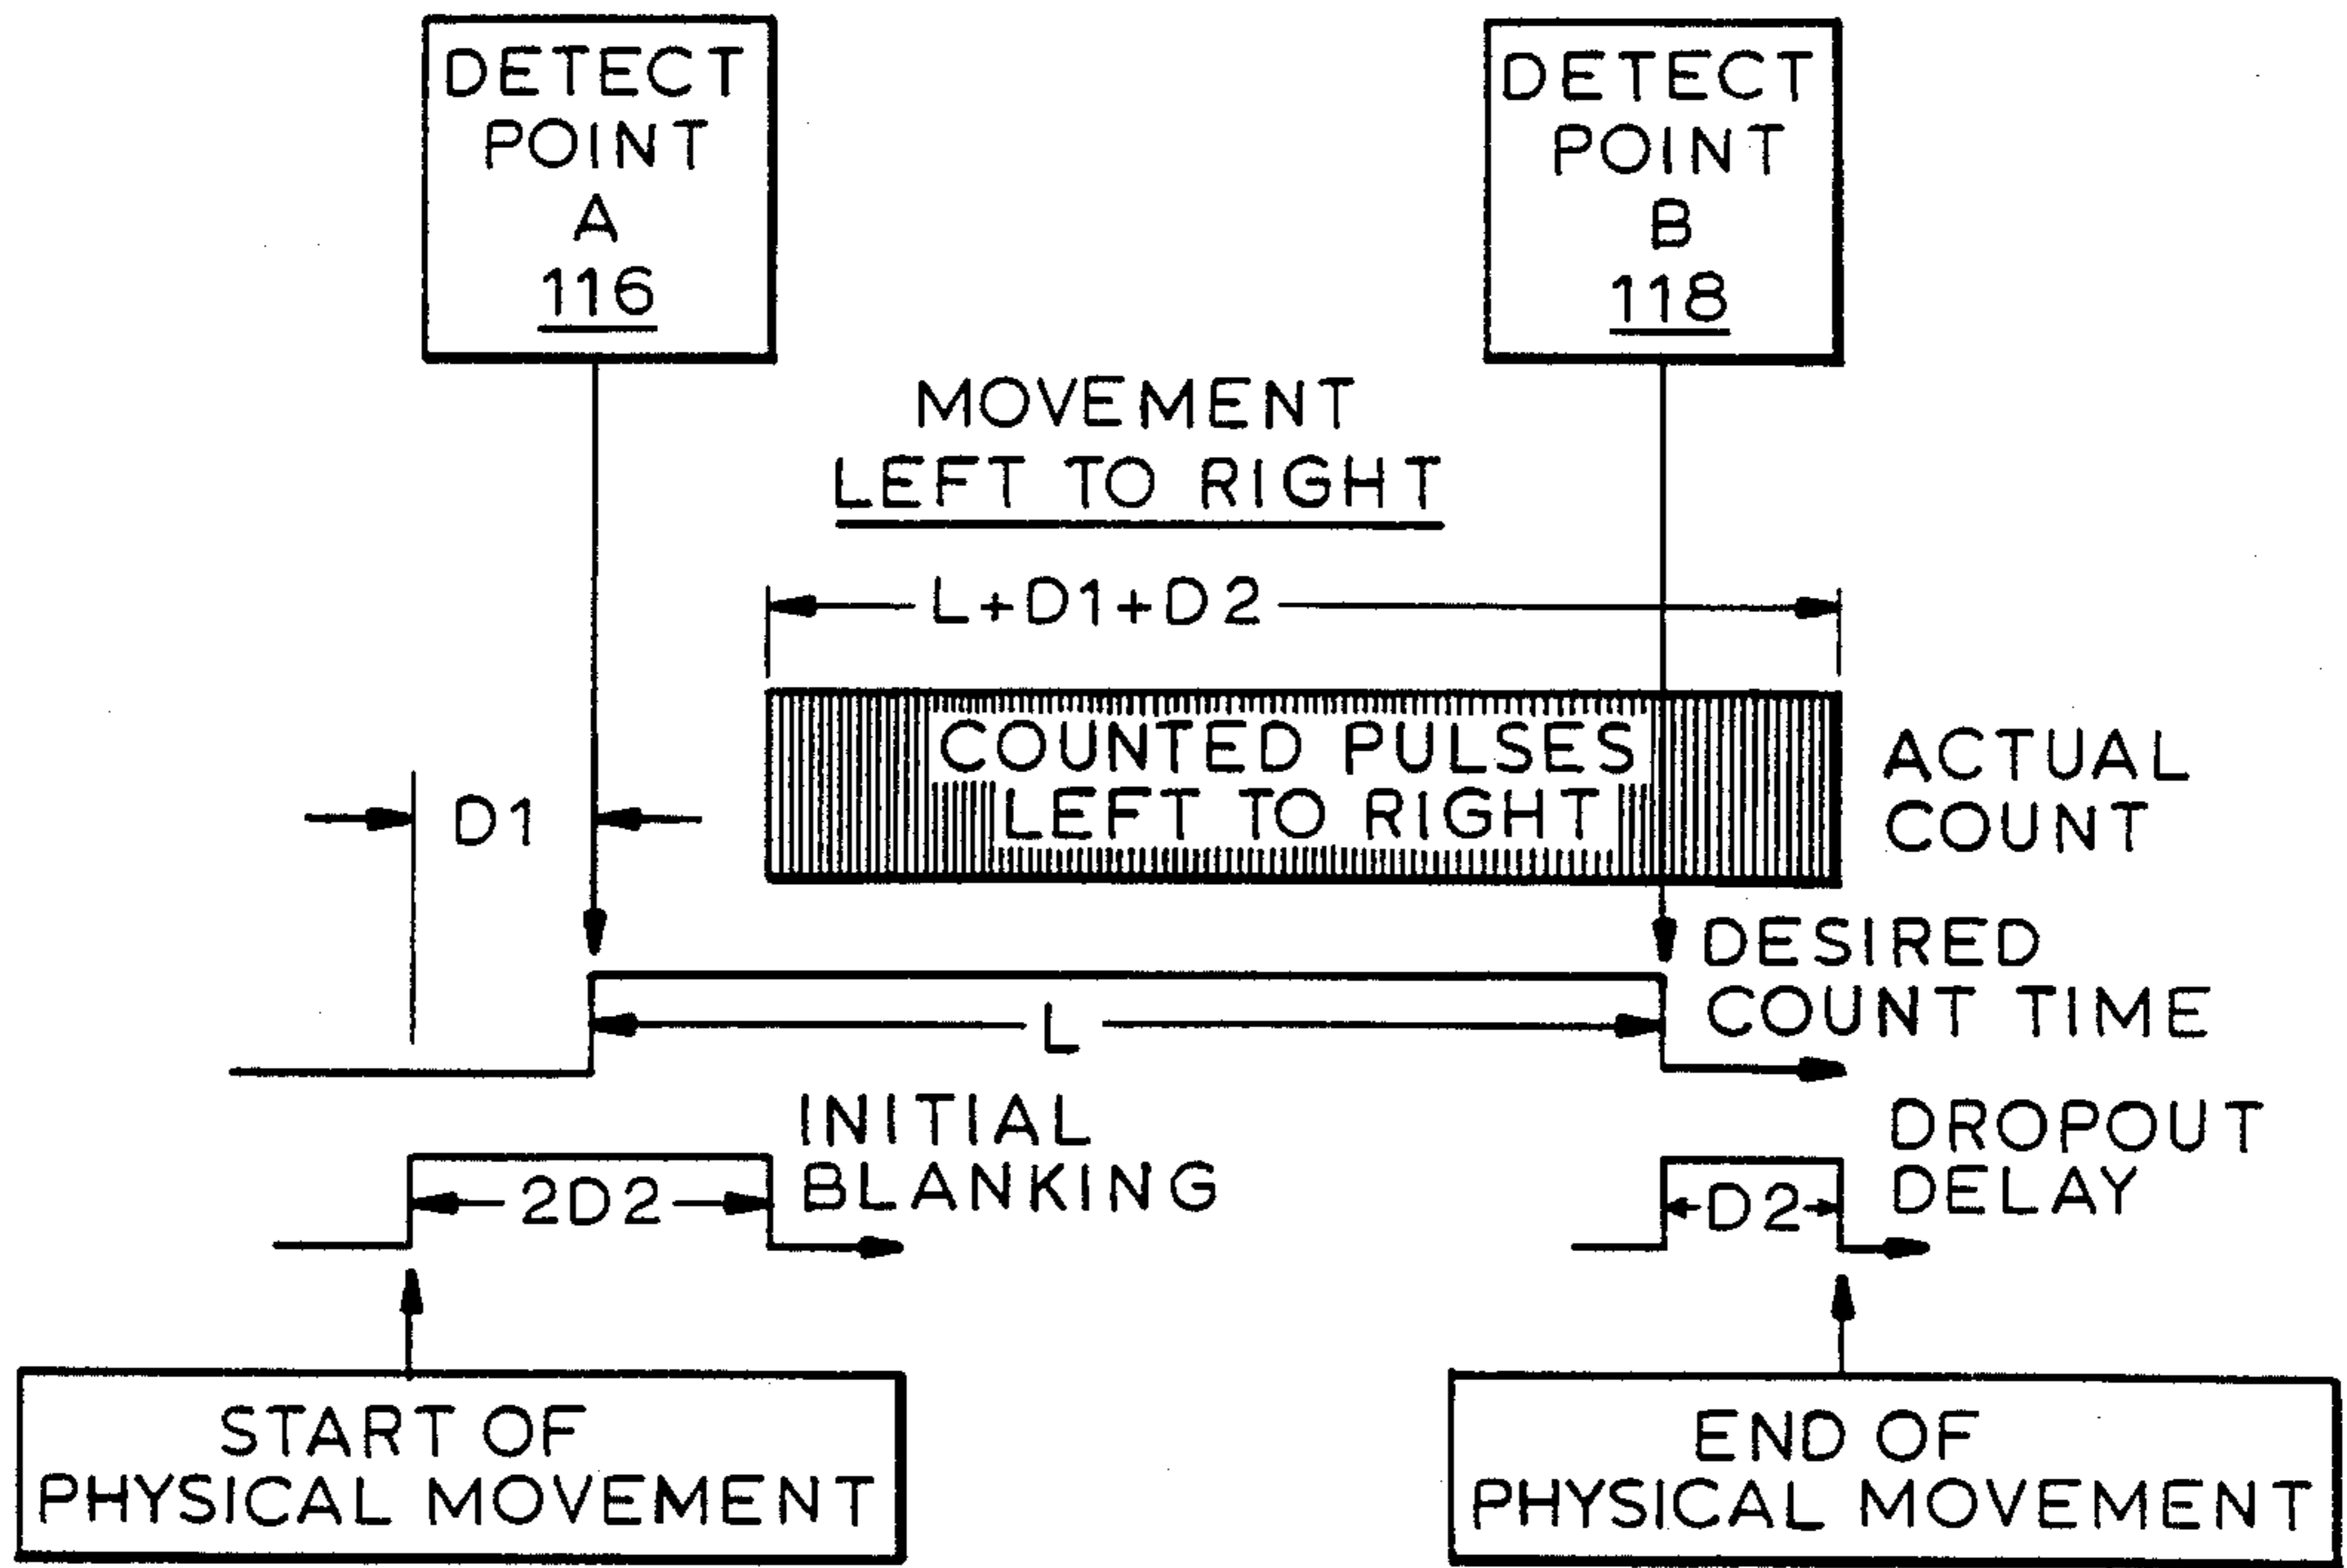 DETECT
POINT
A
116
DETECT
POINT
B
118
MOVEMENT
LEFT TO RIGHT
L+D1+D2
COUNTED PULSES
LEFT TO RIGHT
ACTUAL
COUNT
D1
DESIRED
COUNT TIME
L
INITIAL
BLANKING
2D2
DROPOUT
DELAY
D2
START OF
PHYSICAL MOVEMENT
END OF
PHYSICAL MOVEMENT